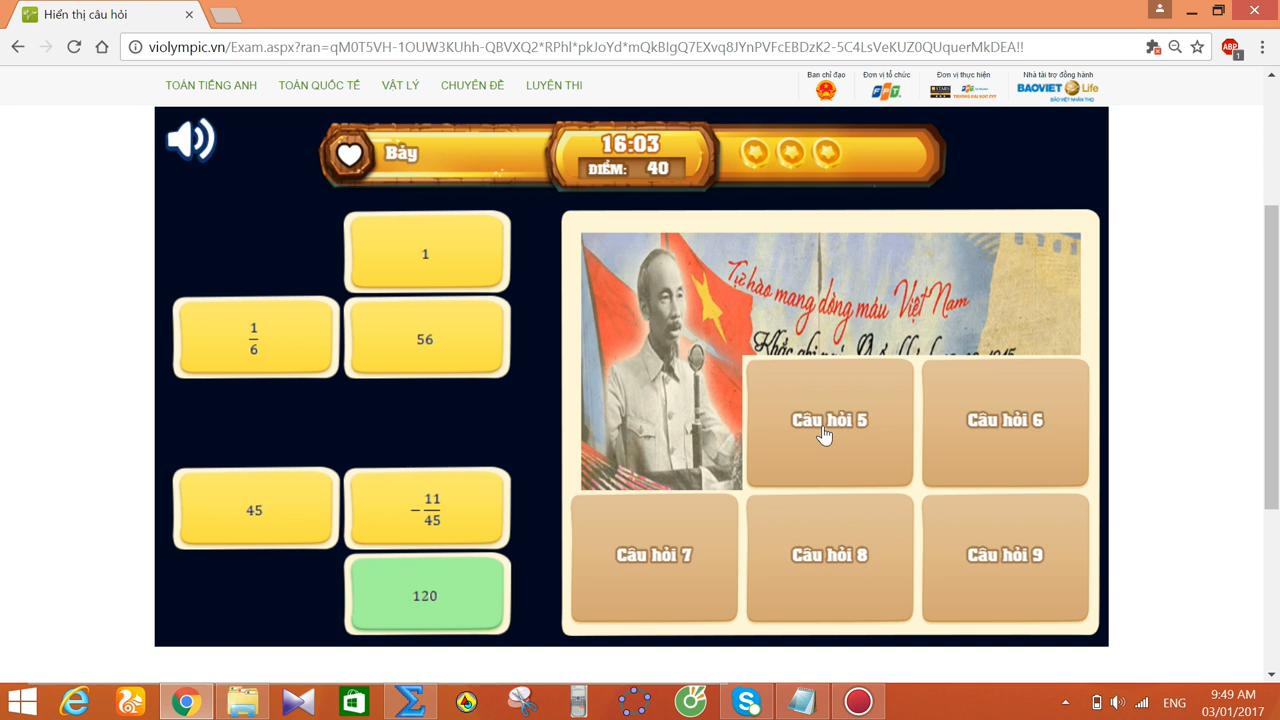 Hiển thị câu hỏi
violympic.vn/Exam.aspx?ran=qM0T5VH-1OUW3KUhh-QBVXQ2*RPhl*pkJoYd*mQkBlgQ7EXvq8JYnPVFcEBDzK2-5C4LsVeKUZ0QUquerMkDEA!!
ABP
1
TOÁN TIẾNG ANH TOÁN QUỐC TẾ VẬT LÝ CHUYÊN ĐỀ LUYỆN THI
Ban chỉ đạo Đơn vị tổ chức Đơn vị thực hiện Nhà tài trợ đồng hành
FPT
BAOVIET Life
Bảy
16:03
ĐIỂM: 40
1
1/6
56
45
-11/45
120
Tự hào mang dòng máu Việt Nam
Câu hỏi 5
Câu hỏi 6
Câu hỏi 7
Câu hỏi 8
Câu hỏi 9
ENG
9:49 AM
03/01/2017